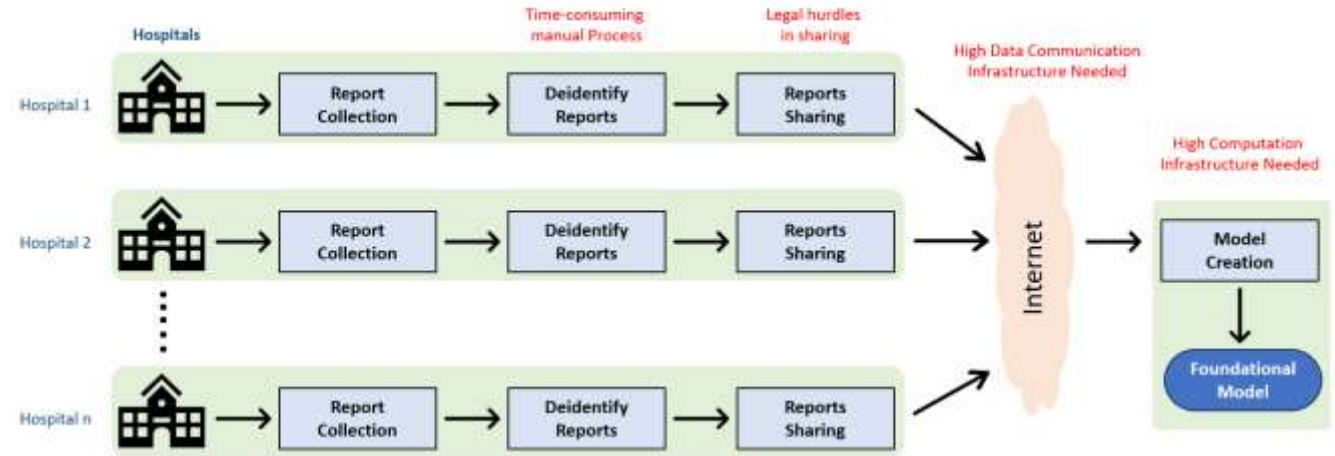 Hospitals
Time-consuming
manual Process
Legal hurdles
in sharing
High Data Communication
Infrastructure Needed
Hospital 1
Report
Collection
Deidentify
Reports
Reports
Sharing
High Computation
Infrastructure Needed
Hospital 2
Report
Collection
Deidentify
Reports
Reports
Sharing
Internet
Model
Creation
Foundational
Model
Hospital n
Report
Collection
Deidentify
Reports
Reports
Sharing